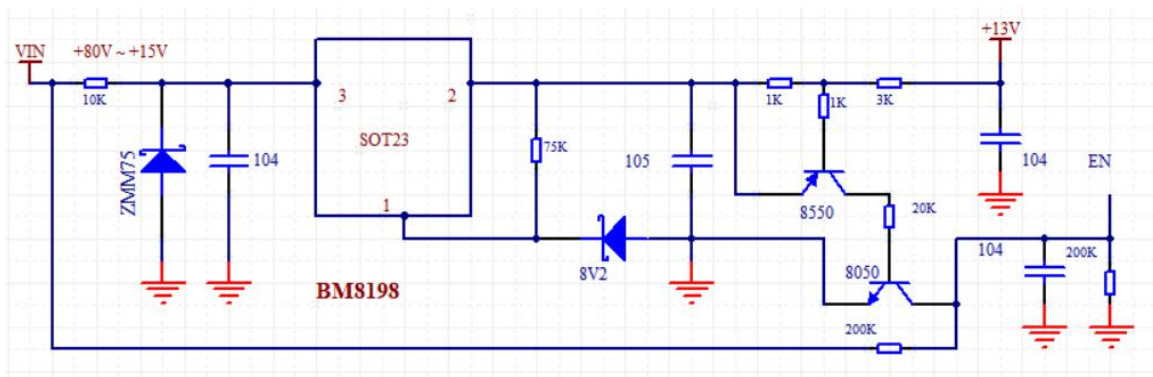 +13V
VIN +80V ~ +15V
10K
3
2
1K
1K
3K
SOT23
75K
104
105
104
EN
ZMM75
1
8550
20K
8V2
104
200K
BM8198
8050
200K